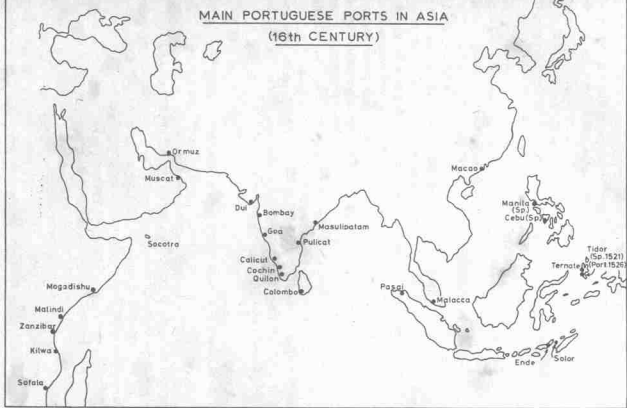 MAIN PORTUGUESE PORTS IN ASIA
(16th CENTURY)
Ormuz
Muscat
Diu
Bombay
Goa
Masulipatam
Pulicat
Calicut
Cochin
Quilon
Colombo
Socotra
Mogadishu
Malindi
Zanzibar
Kilwa
Sofala
Macao
Manila
(Sp.)
Cebu (Sp.)
Tidor
(Sp. 1521)
Ternate
(Port. 1526)
Pasai
Malacca
Ende
Solor